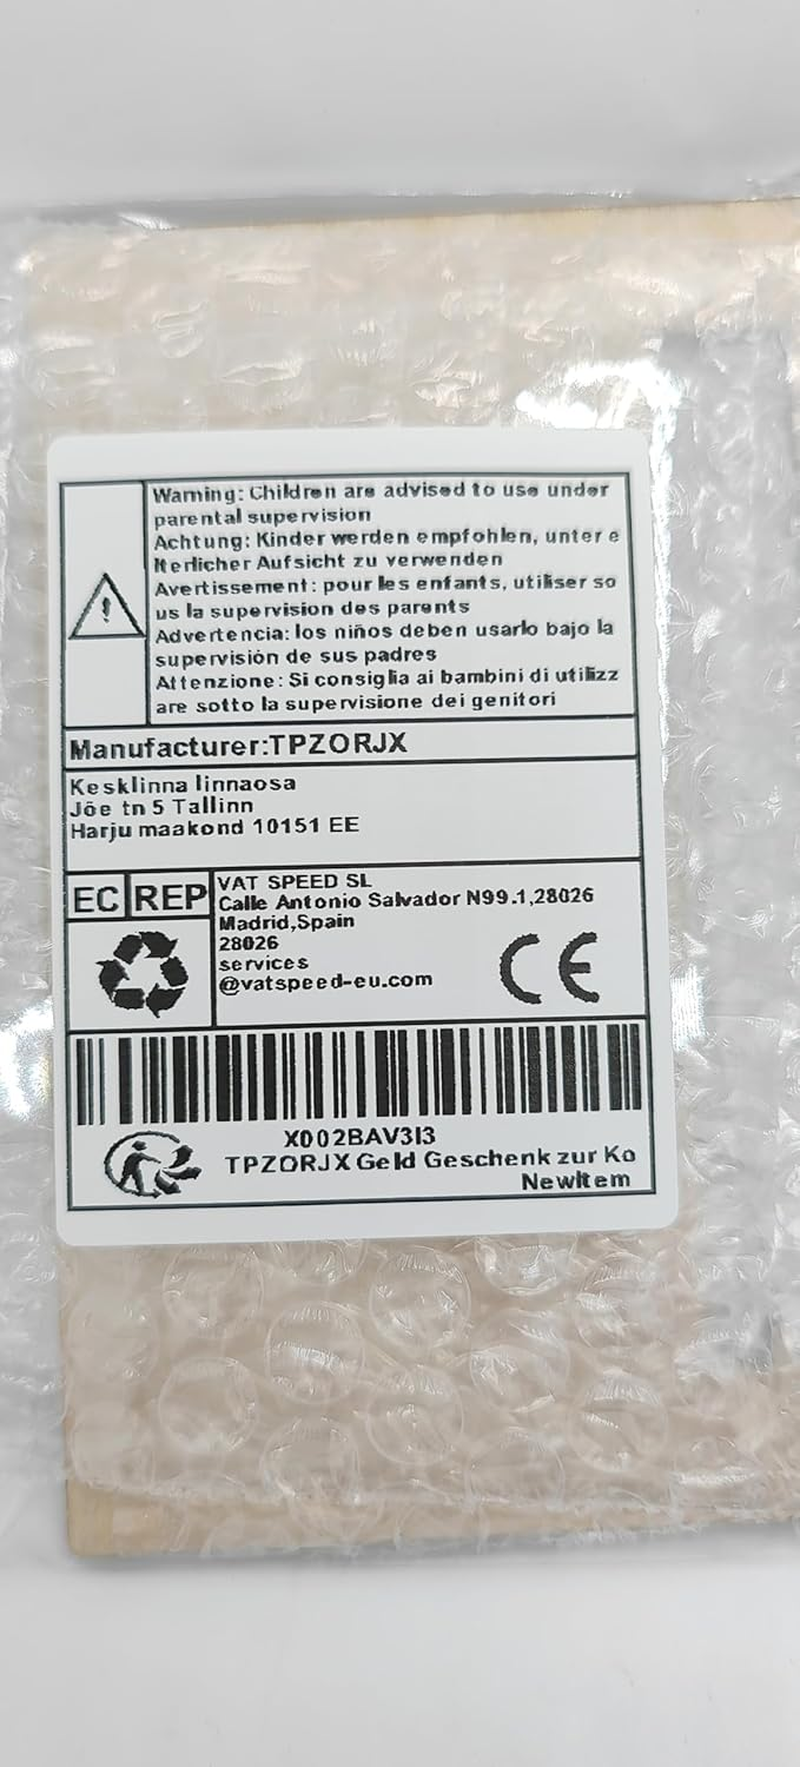 Warning: Children are advised to use under
parental supervision
Achtung: Kinder werden empfohlen, unter e
lterlicher Aufsicht zu verwenden
Avertissement: pour les enfants, utiliser so
us la supervision des parents
Advertencia: los niños deben usarlo bajo la
supervisión de sus padres
Attenzione: Si consiglia ai bambini di utilizz
are sotto la supervisione dei genitori
Manufacturer:TPZORJX
Kesklinna linnaosa
Jõe tn 5 Tallinn
Harju maakond 10151 EE
EC REP
VAT SPEED SL
Calle Antonio Salvador N99.1,28026
Madrid,Spain
28026
services
@vatspeed-eu.com
CE
X002BAV3I3
TPZORJX Geld Geschenk zur Ko
NewItem